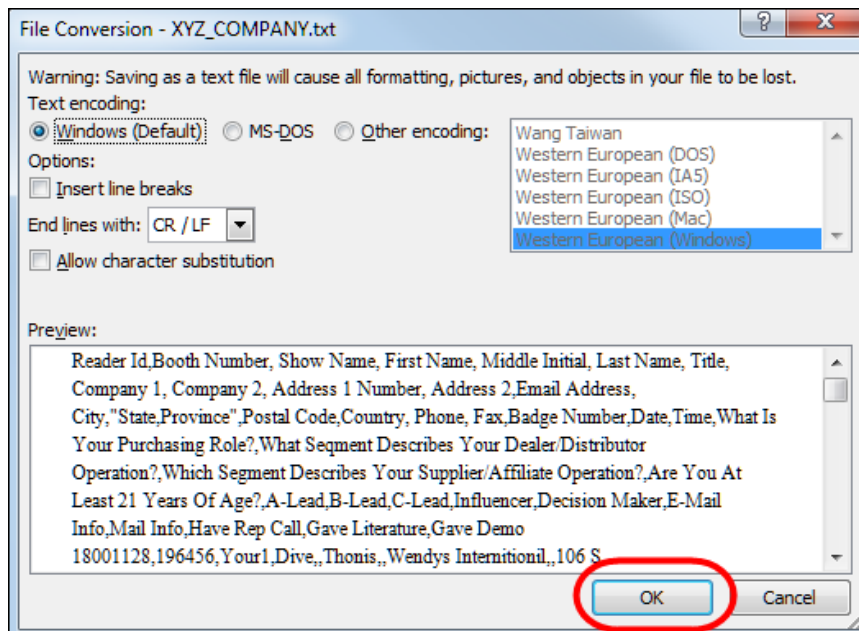 File Conversion - XYZ_COMPANY.txt
Warning: Saving as a text file will cause all formatting, pictures, and objects in your file to be lost.
Text encoding:
Windows (Default) MS-DOS Other encoding:
Wang Taiwan
Western European (DOS)
Western European (IA5)
Western European (ISO)
Western European (Mac)
Western European (Windows)
Options:
Insert line breaks
End lines with: CR / LF
Allow character substitution
Preview:
Reader Id,Booth Number, Show Name, First Name, Middle Initial, Last Name, Title,
Company 1, Company 2, Address 1 Number, Address 2,Email Address,
City,"State,Province",Postal Code,Country, Phone, Fax,Badge Number,Date,Time,What Is
Your Purchasing Role?,What Seqment Describes Your Dealer/Distributor
Operation?,Which Segment Describes Your Supplier/Affiliate Operation?,Are You At
Least 21 Years Of Age?,A-Lead,B-Lead,C-Lead,Influencer,Decision Maker,E-Mail
Info,Mail Info,Have Rep Call,Gave Literature,Gave Demo
18001128,196456,Your1,Dive,,Thonis,,Wendys Internitionil,,106 S
OK Cancel